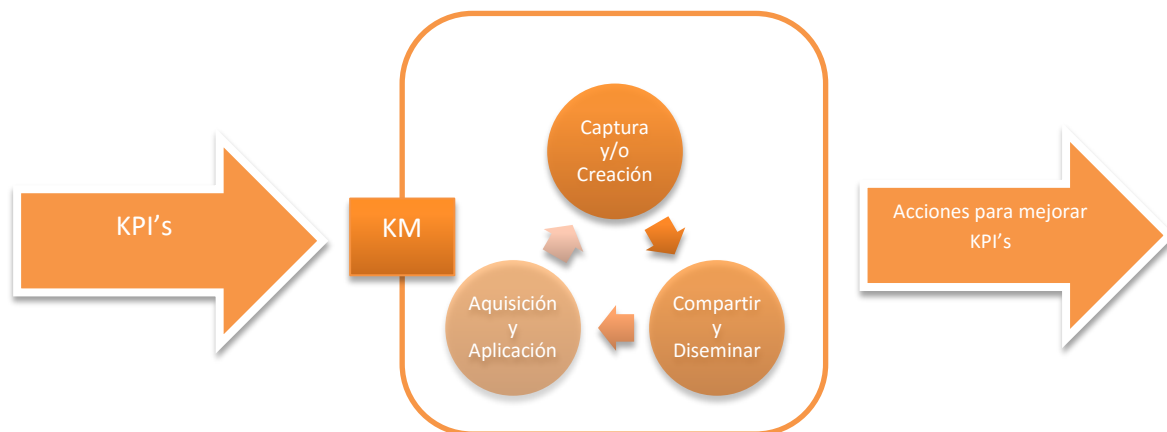 KPI's
KM
Captura
y/o
Creación
Compartir
y
Diseminar
Aquisición
y
Aplicación
Acciones para mejorar
KPI's